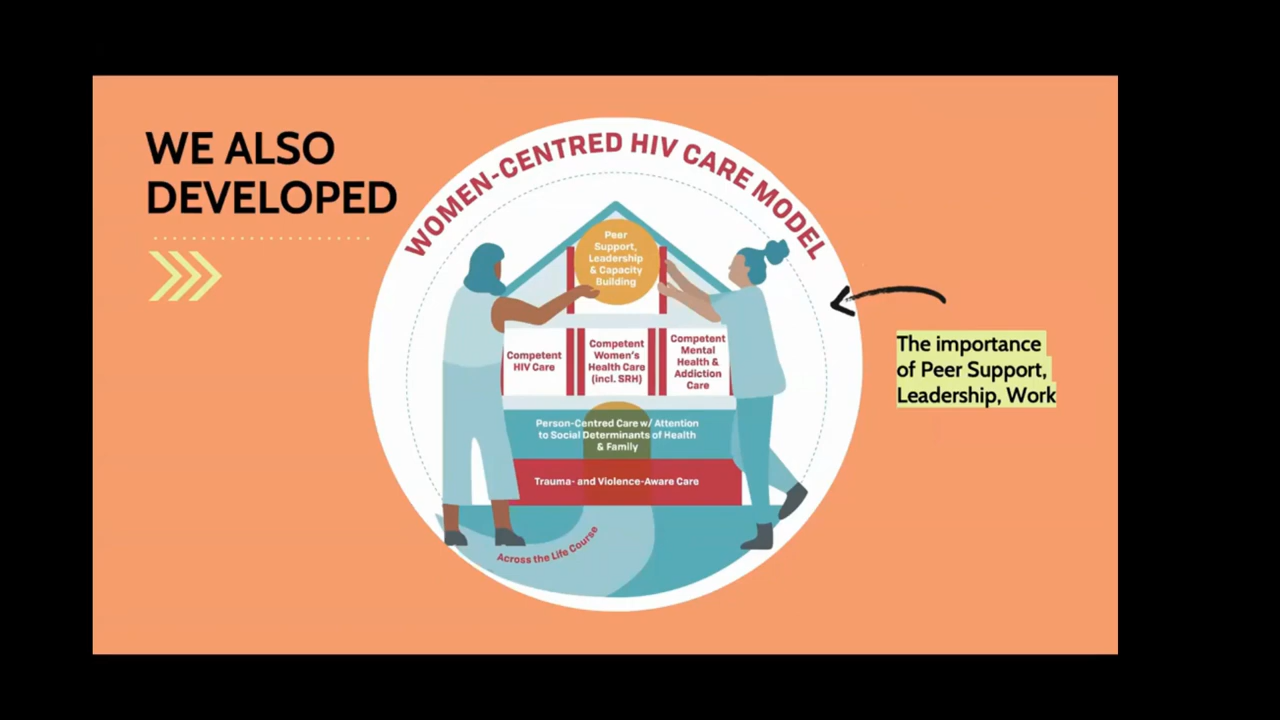 WE ALSO
DEVELOPED
WOMEN-CENTRED HIV CARE MODEL
Peer
Support,
Leadership
& Capacity
Building
Competent
HIV Care
Competent
Women's
Health Care
(incl. SRH)
Competent
Mental
Health &
Addiction
Care
Person-Centred Care w/ Attention
to Social Determinants of Health
& Family
Trauma- and Violence-Aware Care
Across the Life Course
The importance
of Peer Support,
Leadership, Work